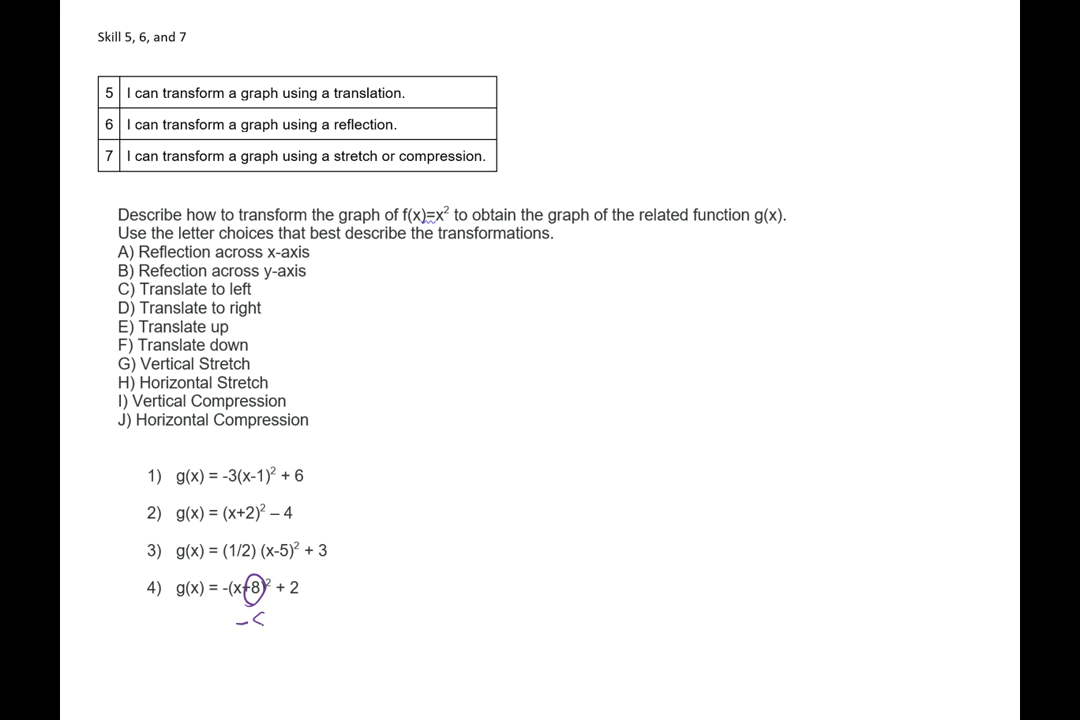 Skill 5, 6, and 7
5 I can transform a graph using a translation.
6 I can transform a graph using a reflection.
7 I can transform a graph using a stretch or compression.
Describe how to transform the graph of f(x)=x² to obtain the graph of the related function g(x).
Use the letter choices that best describe the transformations.
A) Reflection across x-axis
B) Refection across y-axis
C) Translate to left
D) Translate to right
E) Translate up
F) Translate down
G) Vertical Stretch
H) Horizontal Stretch
I) Vertical Compression
J) Horizontal Compression
1) g(x) = -3(x-1)² + 6
2) g(x) = (x+2)² – 4
3) g(x) = (1/2) (x-5)² + 3
4) g(x) = -(x+8)² + 2